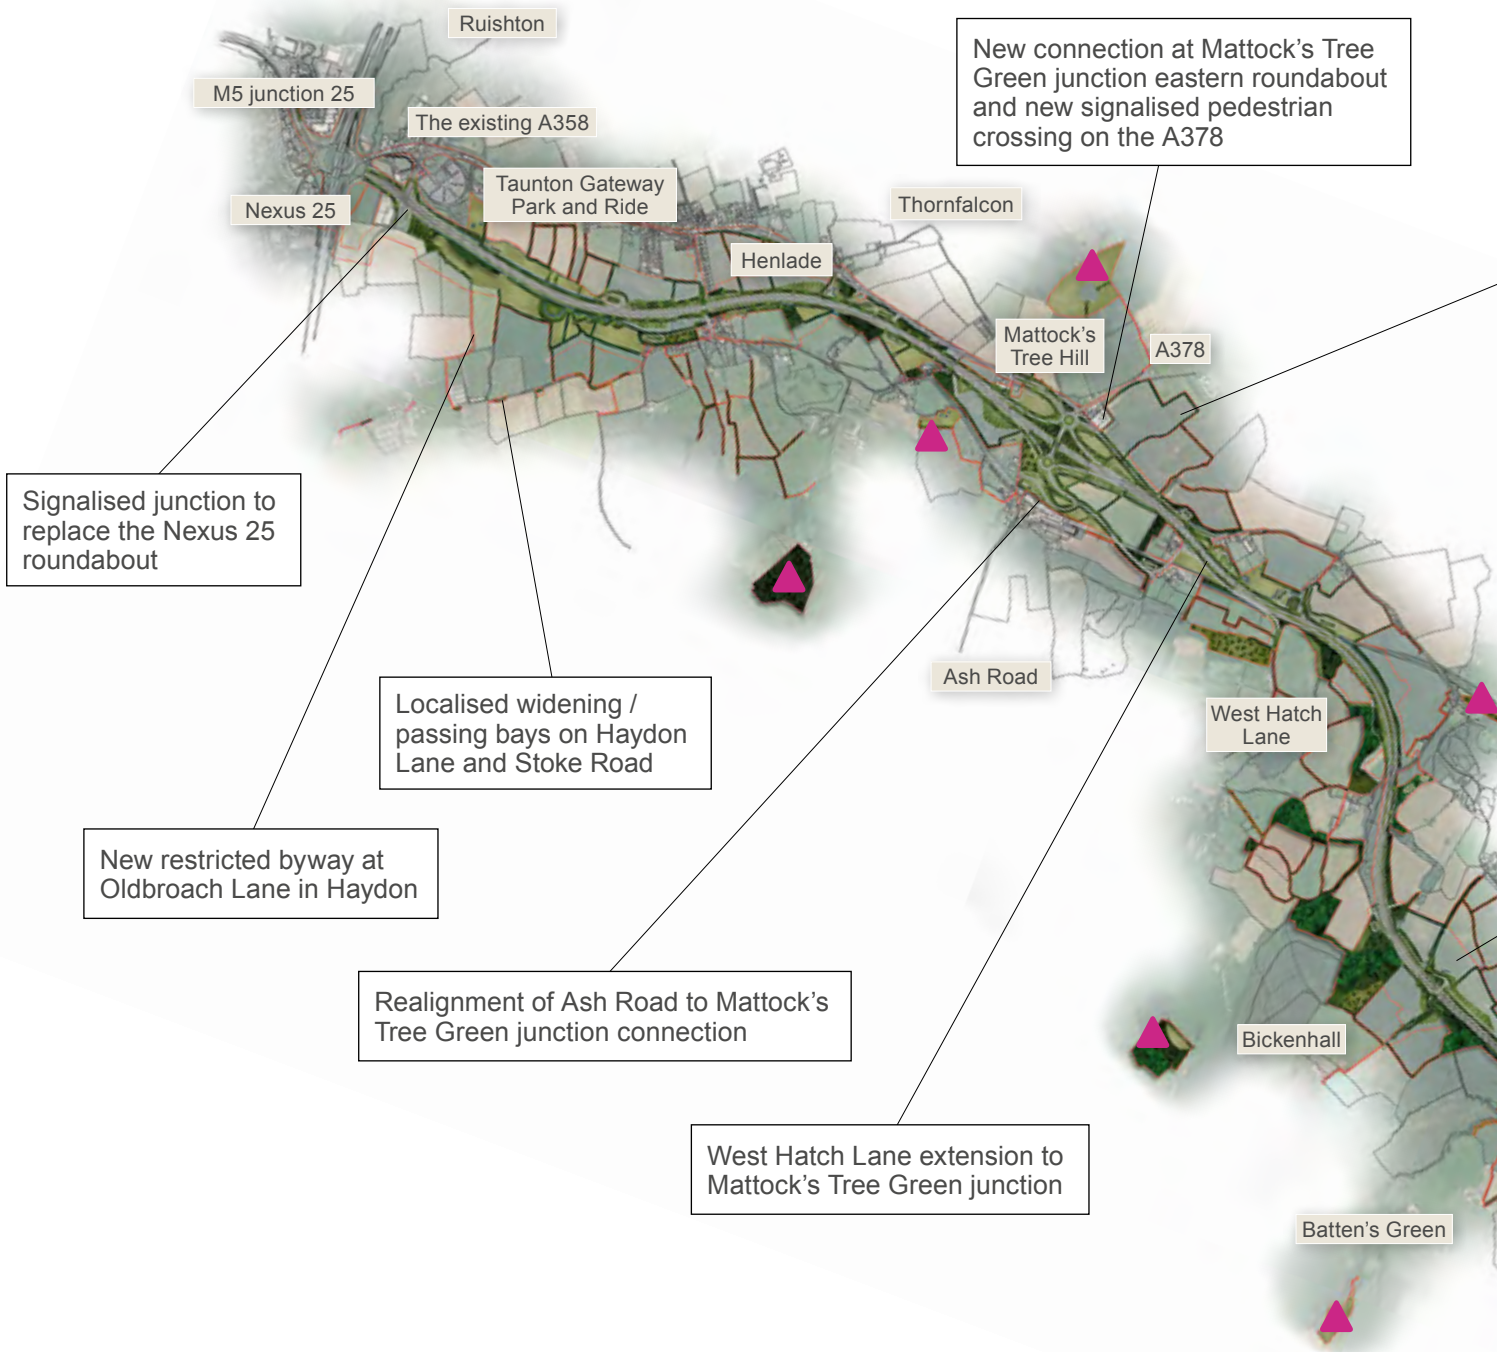 Ruishton
New connection at Mattock's Tree
Green junction eastern roundabout
and new signalised pedestrian
crossing on the A378
M5 junction 25
The existing A358
Taunton Gateway
Park and Ride
Nexus 25
Thornfalcon
Henlade
Mattock's
Tree Hill
A378
Signalised junction to
replace the Nexus 25
roundabout
Ash Road
Localised widening /
passing bays on Haydon
Lane and Stoke Road
West Hatch
Lane
New restricted byway at
Oldbroach Lane in Haydon
Realignment of Ash Road to Mattock's
Tree Green junction connection
Bickenhall
West Hatch Lane extension to
Mattock's Tree Green junction
Batten's Green